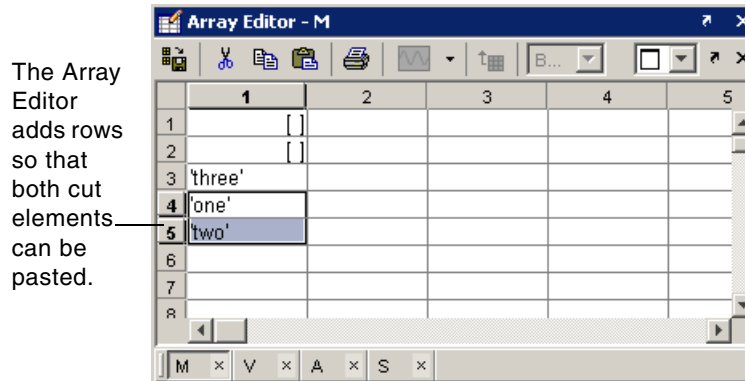 The Array
Editor
adds rows
so that
both cut
elements
can be
pasted.
Array Editor - M
B...
1 2 3 4 5
1 [ ]
2 [ ]
3 'three'
4 'one'
5 'two'
6
7
8
M × V × A × S ×